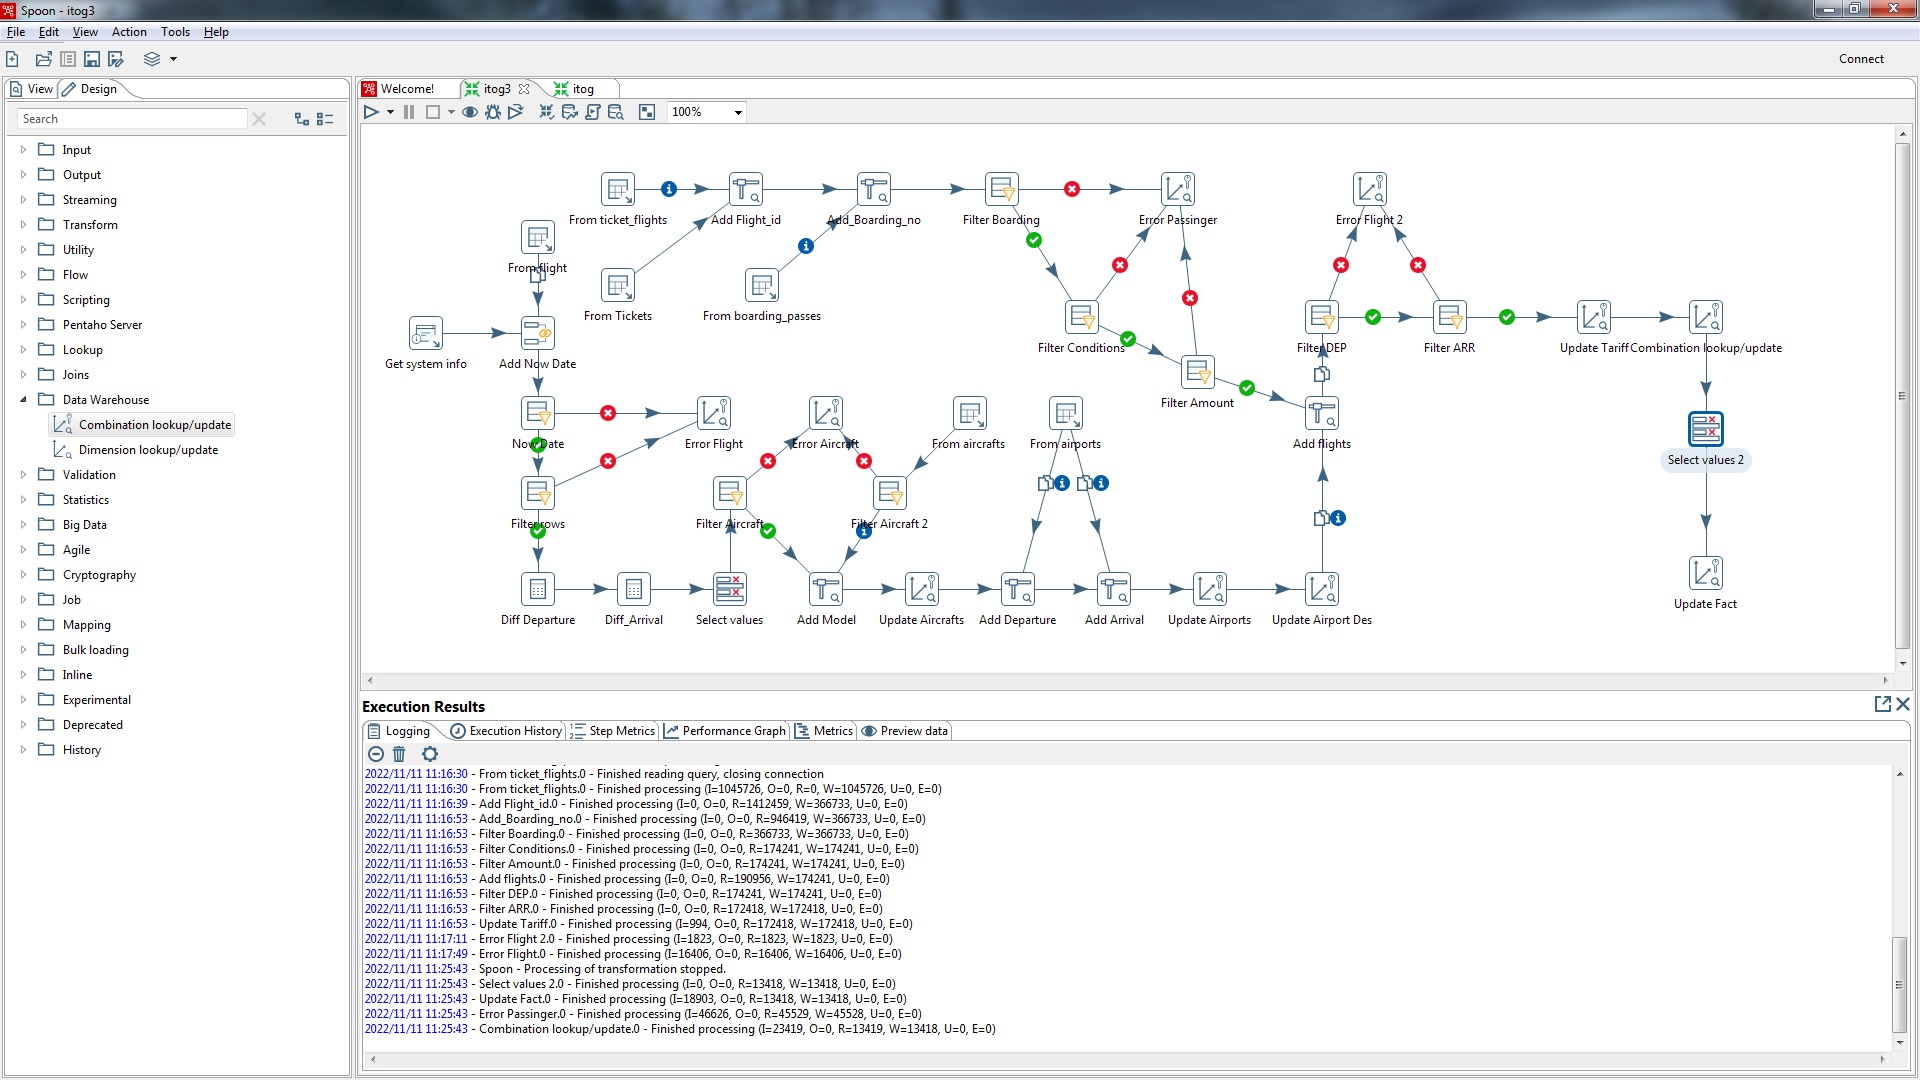 Spoon - itog3
File Edit View Action Tools Help
Connect
View Design
Search
Input
Output
Streaming
Transform
Utility
Flow
Scripting
Pentaho Server
Lookup
Joins
Data Warehouse
Combination lookup/update
Dimension lookup/update
Validation
Statistics
Big Data
Agile
Cryptography
Job
Mapping
Bulk loading
Inline
Experimental
Deprecated
History
Welcome! itog3 itog
100%
From ticket_flights Add Flight_id Add_Boarding_no Filter Boarding Error Passinger Error Flight 2
From flight
From Tickets From boarding_passes
Filter Conditions Filter DEP Filter ARR Update Tariff Combination lookup/update
Get system info Add Now Date
Filter Amount
Now Date Error Flight Error Aircraft From aircrafts From airports Add flights
Select values 2
Filter rows Filter Aircraft Filter Aircraft 2
Update Fact
Diff Departure Diff_Arrival Select values Add Model Update Aircrafts Add Departure Add Arrival Update Airports Update Airport Des
Execution Results
Logging Execution History Step Metrics Performance Graph Metrics Preview data
2022/11/11 11:16:30 - From ticket_flights.0 - Finished reading query, closing connection
2022/11/11 11:16:30 - From ticket_flights.0 - Finished processing (I=1045726, O=0, R=0, W=1045726, U=0, E=0)
2022/11/11 11:16:39 - Add Flight_id.0 - Finished processing (I=0, O=0, R=1412459, W=366733, U=0, E=0)
2022/11/11 11:16:53 - Add_Boarding_no.0 - Finished processing (I=0, O=0, R=946419, W=366733, U=0, E=0)
2022/11/11 11:16:53 - Filter Boarding.0 - Finished processing (I=0, O=0, R=366733, W=366733, U=0, E=0)
2022/11/11 11:16:53 - Filter Conditions.0 - Finished processing (I=0, O=0, R=174241, W=174241, U=0, E=0)
2022/11/11 11:16:53 - Filter Amount.0 - Finished processing (I=0, O=0, R=174241, W=174241, U=0, E=0)
2022/11/11 11:16:53 - Add flights.0 - Finished processing (I=0, O=0, R=190956, W=174241, U=0, E=0)
2022/11/11 11:16:53 - Filter DEP.0 - Finished processing (I=0, O=0, R=174241, W=174241, U=0, E=0)
2022/11/11 11:16:53 - Filter ARR.0 - Finished processing (I=0, O=0, R=172418, W=172418, U=0, E=0)
2022/11/11 11:16:53 - Update Tariff.0 - Finished processing (I=994, O=0, R=172418, W=172418, U=0, E=0)
2022/11/11 11:17:11 - Error Flight 2.0 - Finished processing (I=1823, O=0, R=1823, W=1823, U=0, E=0)
2022/11/11 11:17:49 - Error Flight.0 - Finished processing (I=16406, O=0, R=16406, W=16406, U=0, E=0)
2022/11/11 11:25:43 - Spoon - Processing of transformation stopped.
2022/11/11 11:25:43 - Select values 2.0 - Finished processing (I=0, O=0, R=13418, W=13418, U=0, E=0)
2022/11/11 11:25:43 - Update Fact.0 - Finished processing (I=18903, O=0, R=13418, W=13418, U=0, E=0)
2022/11/11 11:25:43 - Error Passinger.0 - Finished processing (I=46626, O=0, R=45529, W=45528, U=0, E=0)
2022/11/11 11:25:43 - Combination lookup/update.0 - Finished processing (I=23419, O=0, R=13419, W=13418, U=0, E=0)